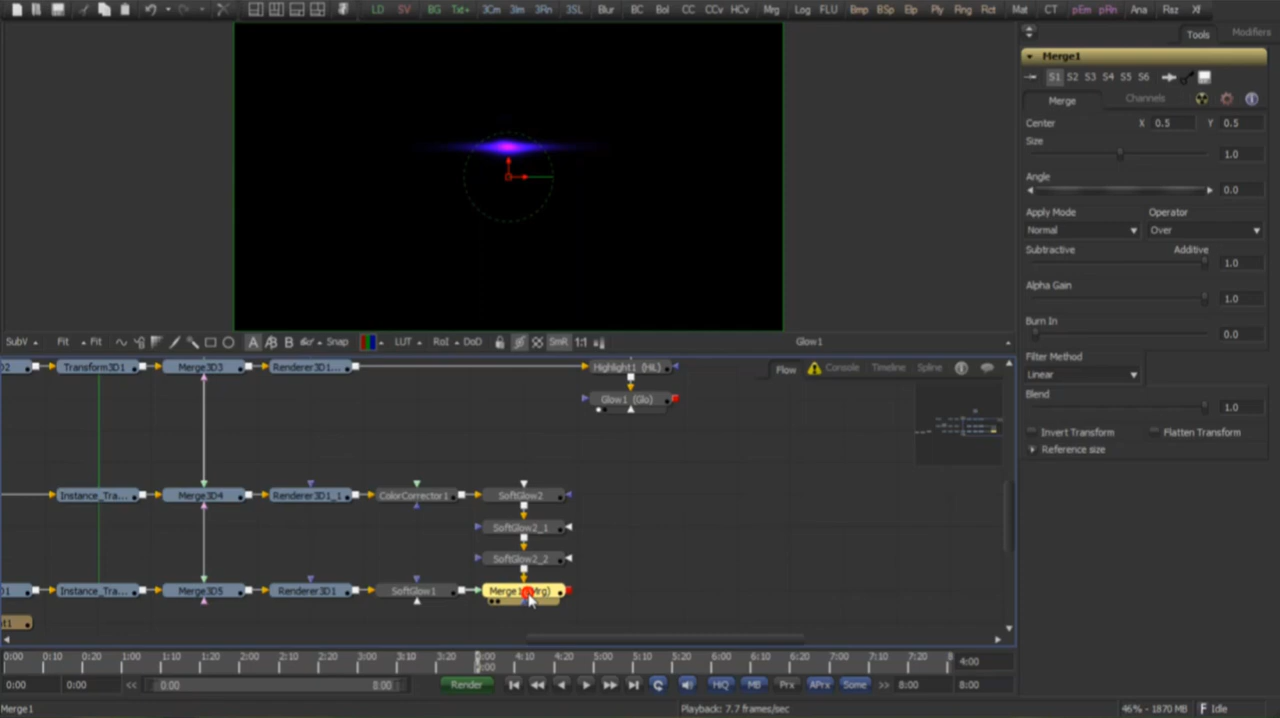 LD SV BG Txt+ 3Cm 3Im 3Rn 3SL Blur BC Bol CC CCv HCv Mrg Log FLU Bmp BSp Elp Ply Rng Rct Mat CT pEm pRn Ana Raz Xf
Tools Modifiers
Merge1
S1 S2 S3 S4 S5 S6
Merge Channels
Center X 0.5 Y 0.5
Size
1.0
Angle
0.0
Apply Mode Operator
Normal Over
Subtractive Additive
1.0
Alpha Gain
1.0
Burn In
0.0
Filter Method
Linear
Blend
1.0
Invert Transform Flatten Transform
Reference size
SubV Fit Fit A B Snap LUT RoI DoD SmR 1:1 Glow1
D2 Transform3D1 Merge3D3 Renderer3D1... Highlight1 (HIL) Flow Console Timeline Spline
Glow1 (Glo)
Instance_Tra... Merge3D4 Renderer3D1_1 ColorCorrector1 SoftGlow2
SoftGlow2_1
SoftGlow2_2
Instance_Tra... Merge3D5 Renderer3D1 SoftGlow1 Merge1 (Mrg)
0:00 0:10 0:20 1:00 1:10 1:20 2:00 2:10 2:20 3:00 3:10 3:20 4:10 4:20 5:00 5:10 5:20 6:00 6:10 6:20 7:00 7:10 7:20 8 4:00
0:00 0:00 << 0:00 8:00 Render HiQ MB Prx APrx Some >> 8:00 8:00
Merge1 Playback: 7.7 frames/sec 46% - 1870 MB Idle